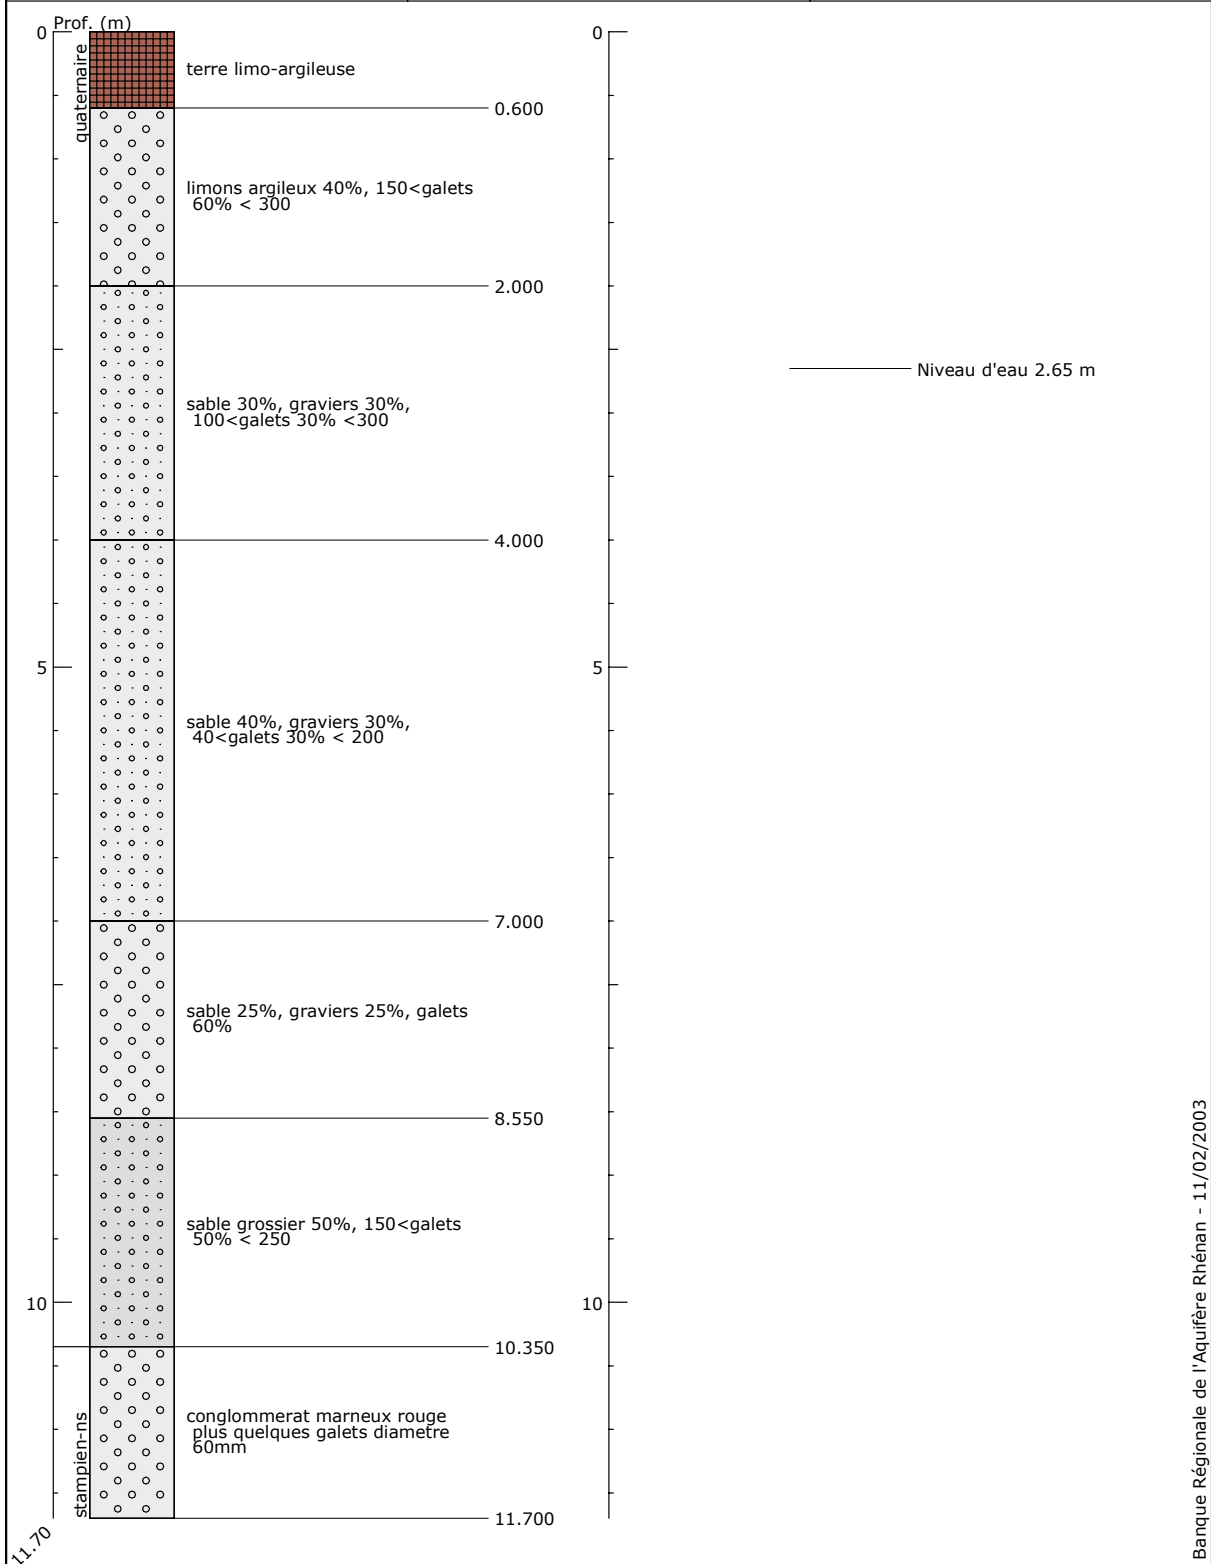 Prof. (m)
0
0
quaternaire
terre limo-argileuse
0.600
limons argileux 40%, 150<galets
60% < 300
2.000
Niveau d'eau 2.65 m
sable 30%, graviers 30%,
100<galets 30% <300
4.000
5
5
sable 40%, graviers 30%,
40<galets 30% < 200
7.000
sable 25%, graviers 25%, galets
60%
8.550
sable grossier 50%, 150<galets
50% < 250
10
10
10.350
stampien-ns
conglommerat marneux rouge
plus quelques galets diametre
60mm
11.700
11.70
Banque Régionale de l'Aquifère Rhénan - 11/02/2003